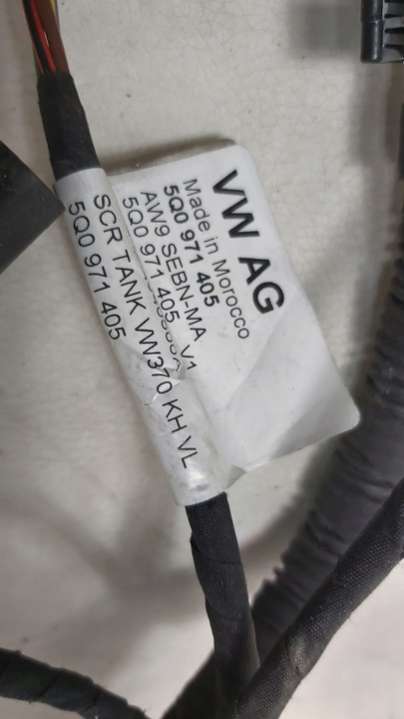 VW AG
Made in Morocco
5Q0 971 405
AW9 SEBN-MA V1
5Q0 971 405
SCR TANK VW370 KH VL
5Q0 971 405